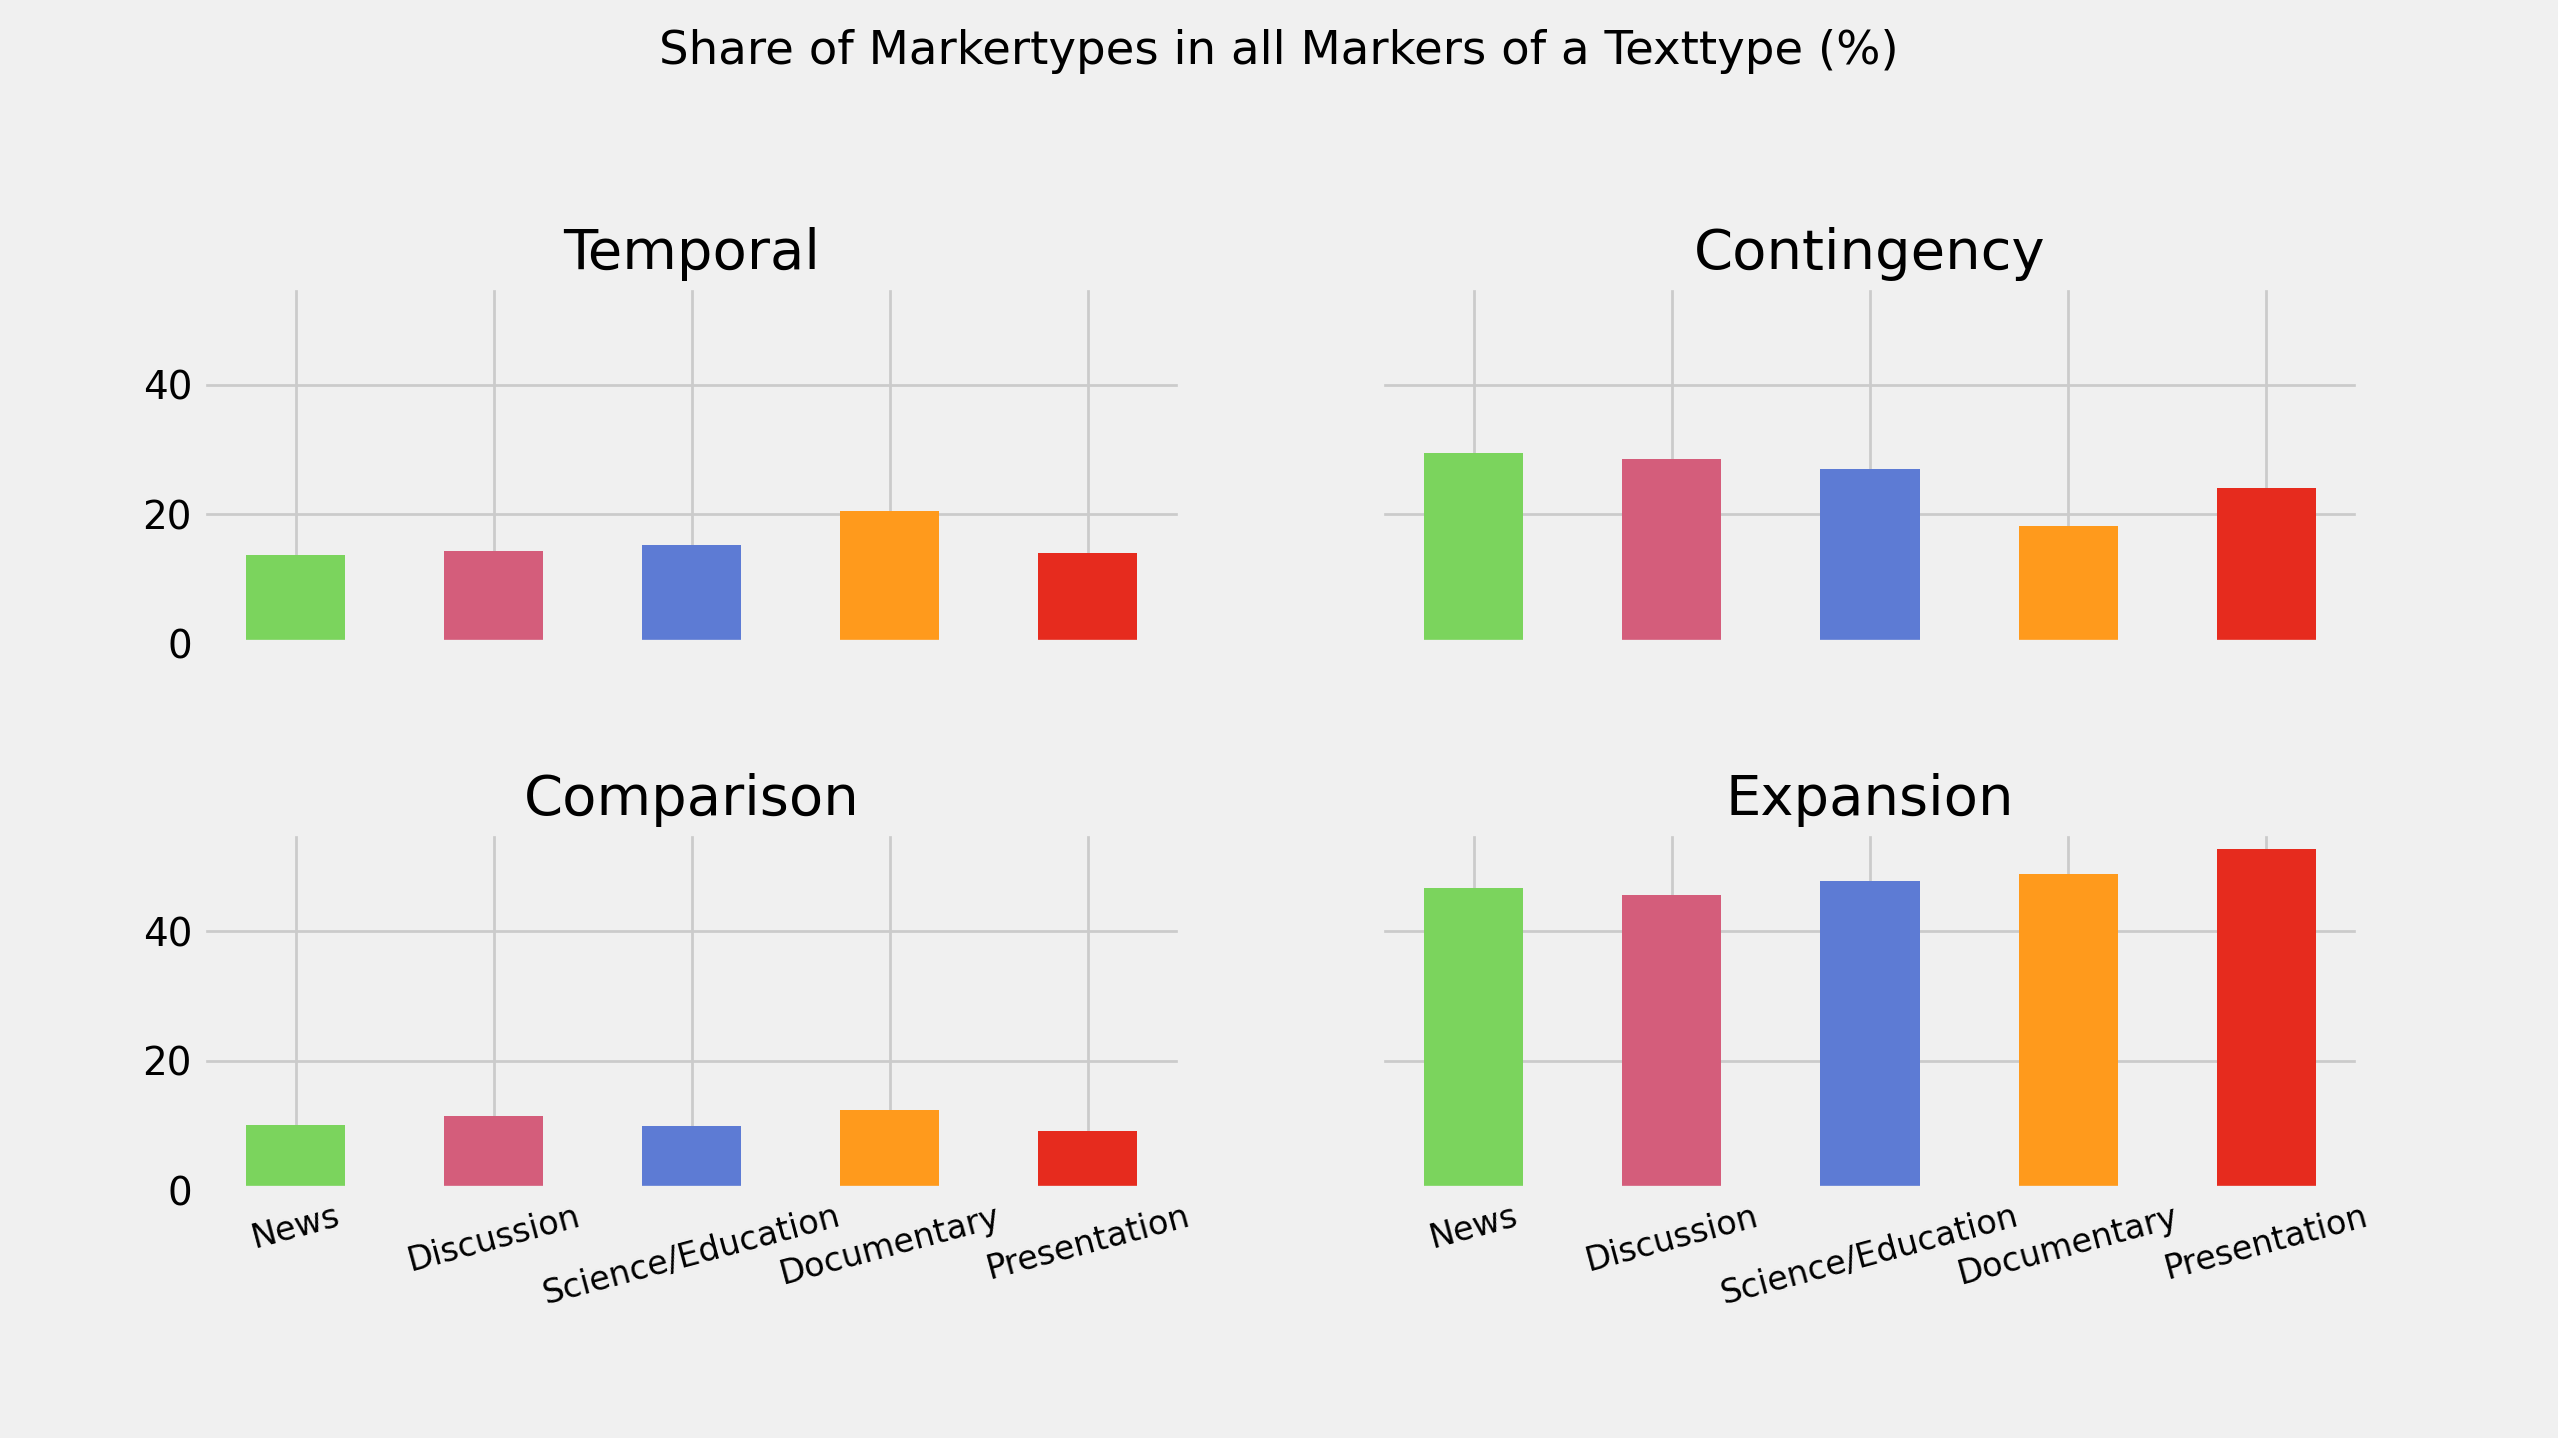 Share of Markertypes in all Markers of a Texttype (%)
Temporal
40
20
0
Contingency
Comparison
40
20
0
News
Discussion
Science/Education
Documentary
Presentation
Expansion
News
Discussion
Science/Education
Documentary
Presentation